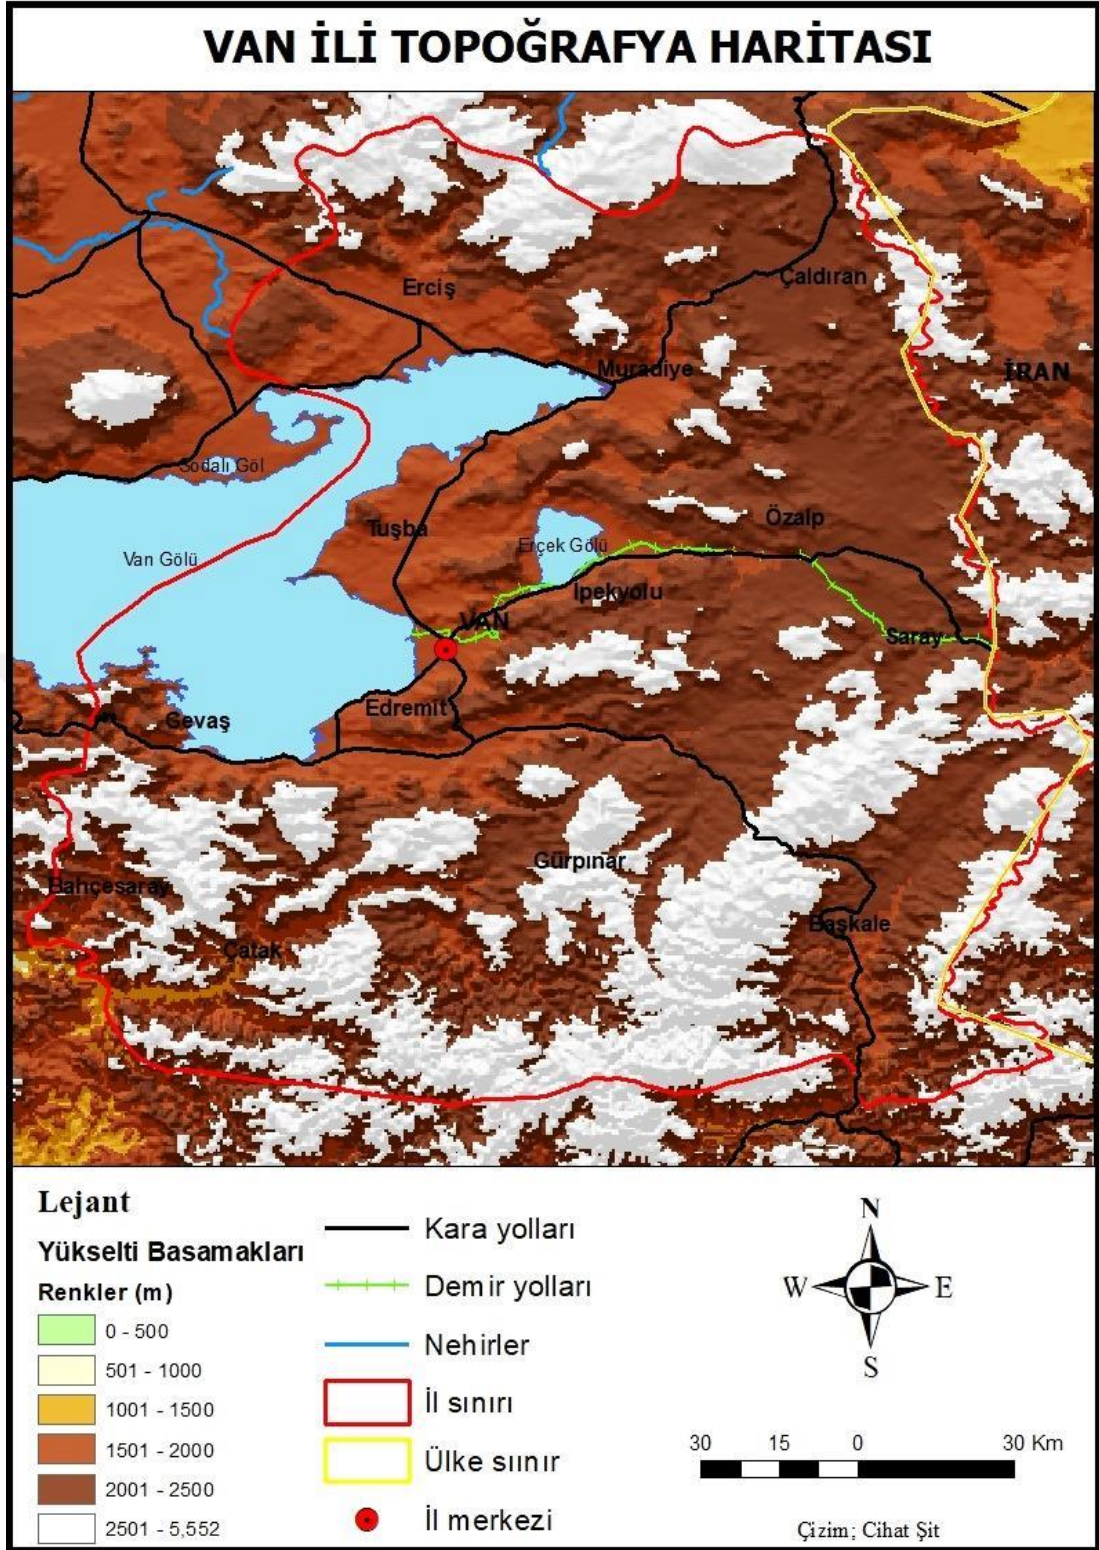 VAN İLİ TOPOĞRAFYA HARİTASI
Erciş
Çaldıran
Muradiye
İRAN
Sodalı Göl
Özalp
Tuşba
Erçek Gölü
Van Gölü
İpekyolu
VAN
Saray
Edremit
Gevaş
Gürpınar
Bahçesaray
Başkale
Çatak
Lejant
Yükselti Basamakları
Renkler (m)
0 - 500
501 - 1000
1001 - 1500
1501 - 2000
2001 - 2500
2501 - 5,552
Kara yolları
Demir yolları
Nehirler
İl sınırı
Ülke siınır
İl merkezi
N
W E
S
30 15 0 30 Km
Çizim; Cihat Şit